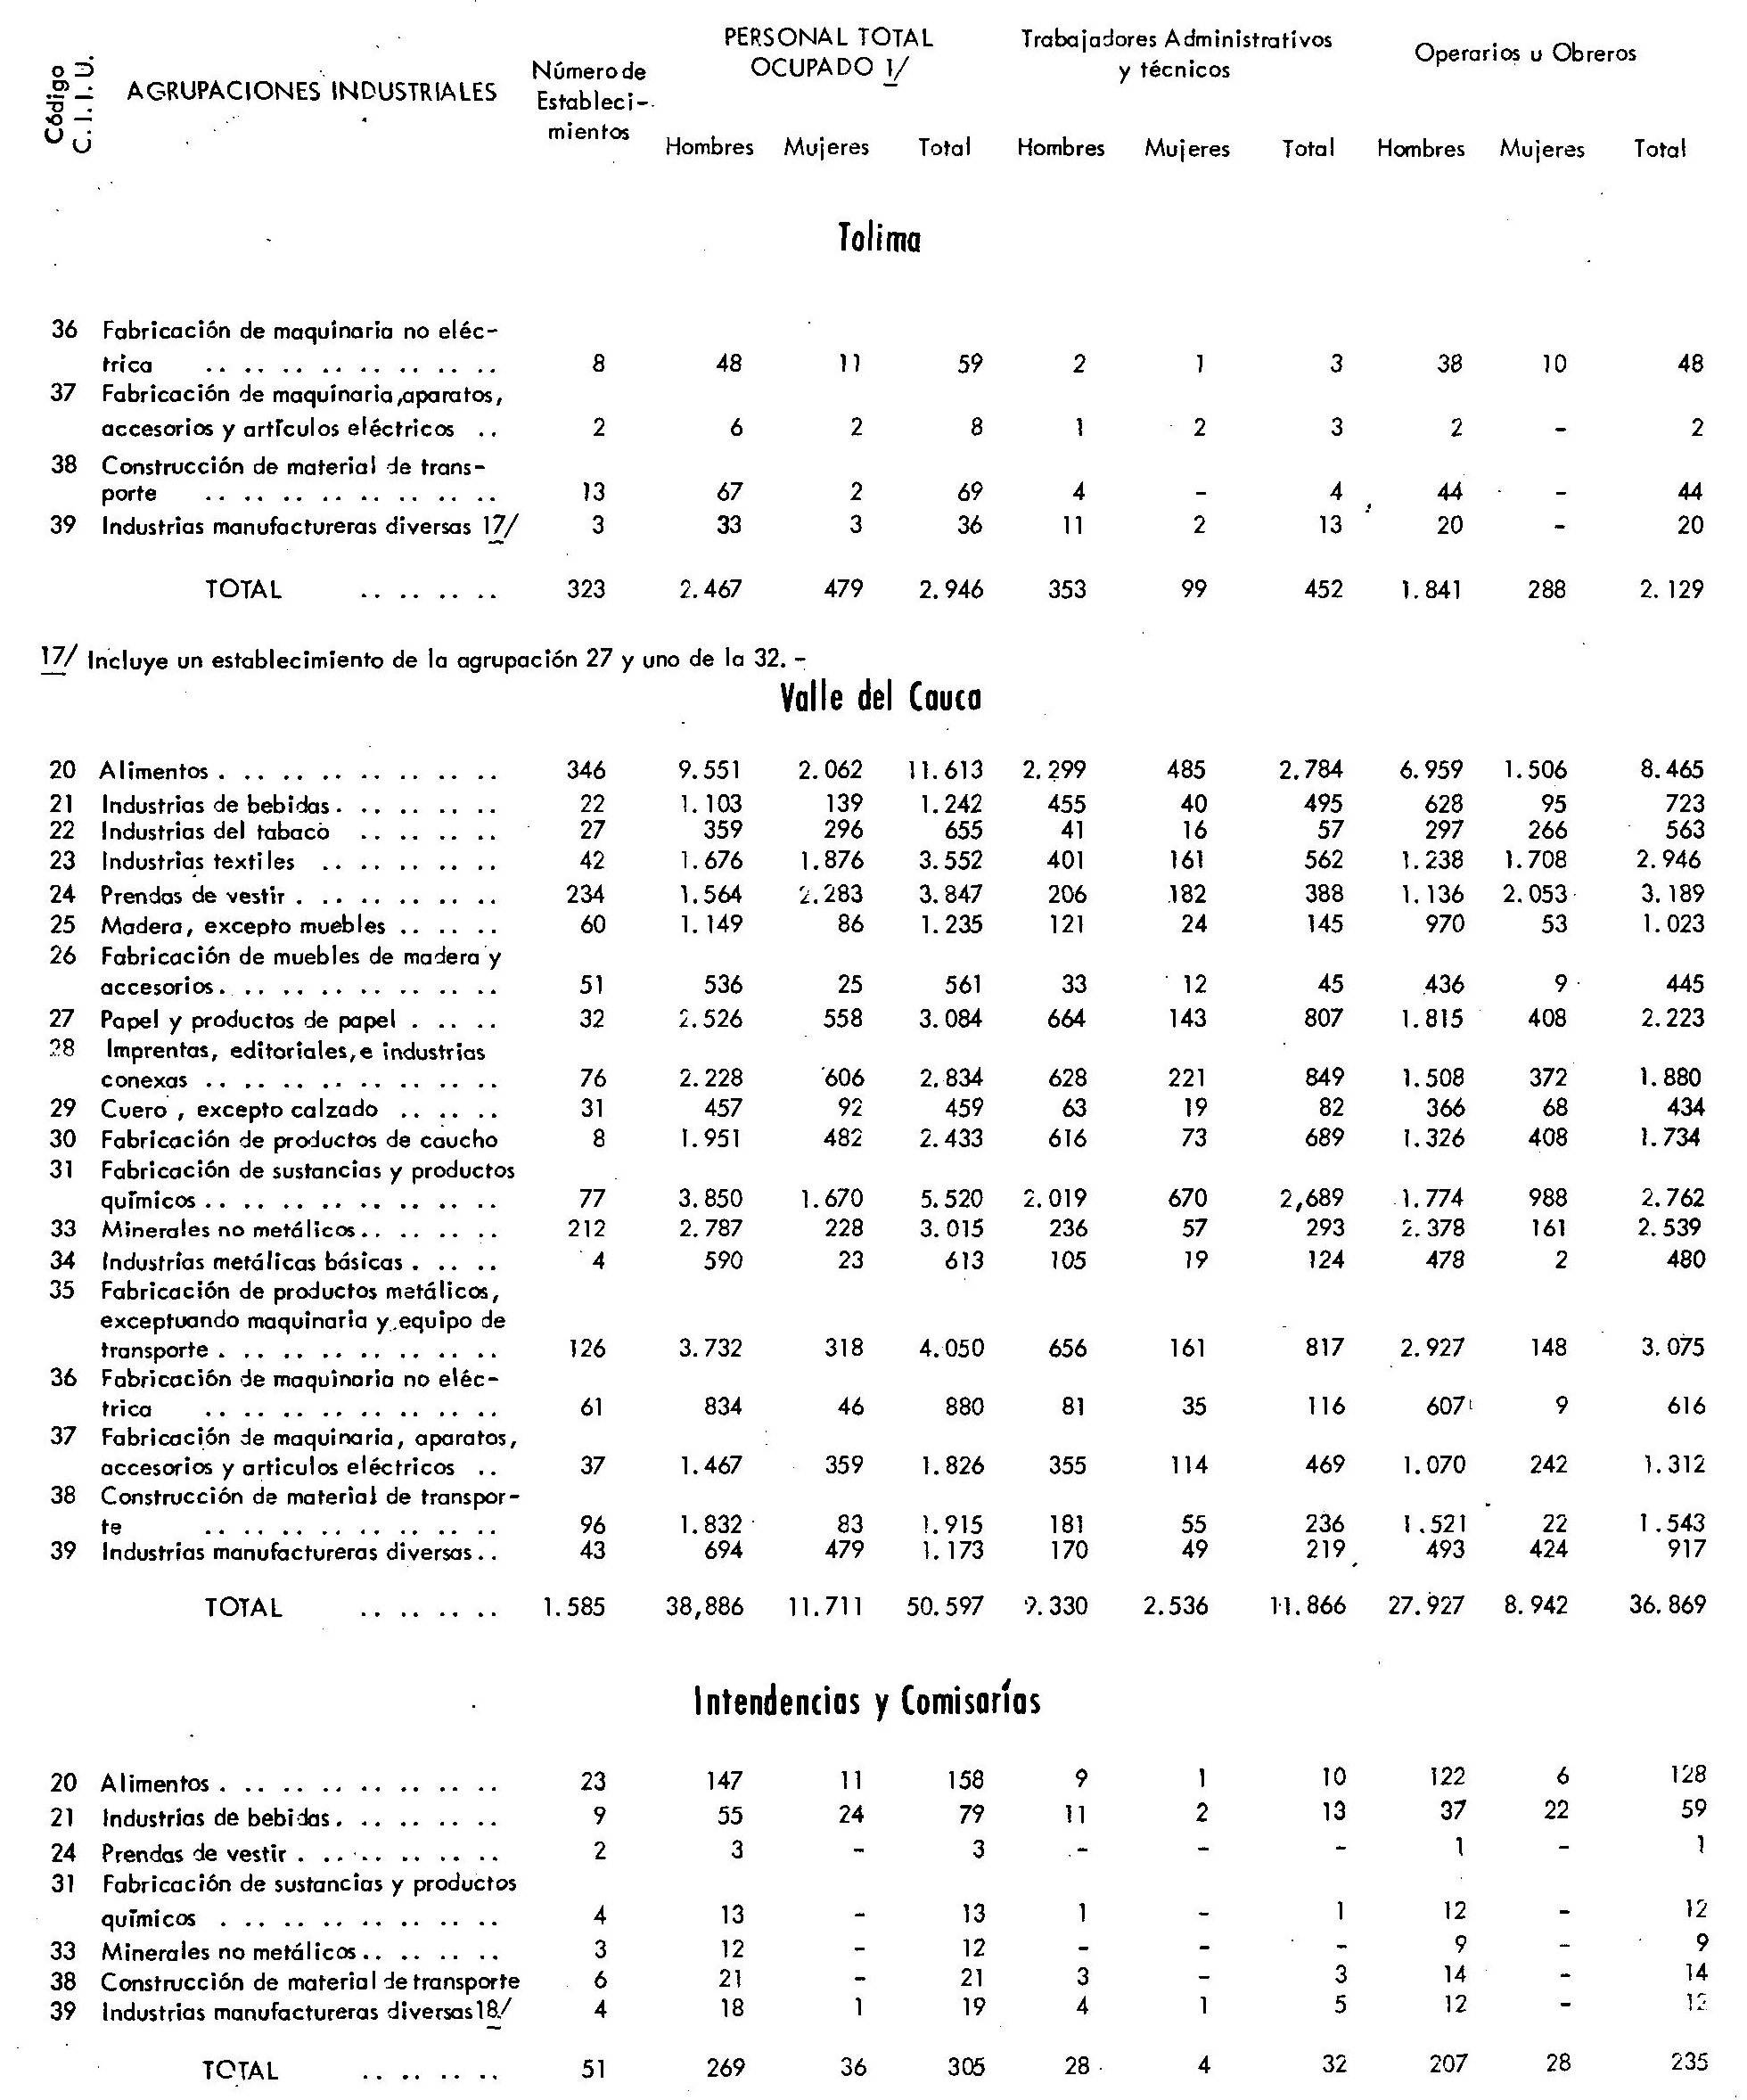 Código C.I.I.U. AGRUPACIONES INDUSTRIALES Número de Estableci-mientos PERSONAL TOTAL OCUPADO 1/ Trabajadores Administrativos y técnicos Operarios u Obreros
Hombres Mujeres Total Hombres Mujeres Total Hombres Mujeres Total
Tolima
36 Fabricación de maquinaria no eléc-
trica .. .. .. .. .. .. .. .. 8 48 11 59 2 1 3 38 10 48
37 Fabricación de maquinaria,aparatos,
accesorios y artículos eléctricos .. 2 6 2 8 1 2 3 2 - 2
38 Construcción de material de trans-
porte .. .. .. .. .. .. .. .. 13 67 2 69 4 - 4 44 - 44
39 Industrias manufactureras diversas 17/ 3 33 3 36 11 2 13 20 - 20
TOTAL .. .. .. .. 323 2.467 479 2.946 353 99 452 1.841 288 2.129
17/ Incluye un establecimiento de la agrupación 27 y uno de la 32.-
Valle del Cauca
20 Alimentos . .. .. .. .. .. .. .. 346 9.551 2.062 11.613 2.299 485 2.784 6.959 1.506 8.465
21 Industrias de bebidas. .. .. .. .. 22 1.103 139 1.242 455 40 495 628 95 723
22 Industrias del tabaco .. .. .. .. 27 359 296 655 41 16 57 297 266 563
23 Industrias textiles .. .. .. .. .. 42 1.676 1.876 3.552 401 161 562 1.238 1.708 2.946
24 Prendas de vestir . .. .. .. .. .. 234 1.564 2.283 3.847 206 182 388 1.136 2.053 3.189
25 Madera, excepto muebles .. .. .. 60 1.149 86 1.235 121 24 145 970 53 1.023
26 Fabricación de muebles de madera y
accesorios. .. .. .. .. .. .. .. 51 536 25 561 33 12 45 436 9 445
27 Papel y productos de papel . .. .. 32 2.526 558 3.084 664 143 807 1.815 408 2.223
28 Imprentas, editoriales,e industrias
conexas .. .. .. .. .. .. .. .. 76 2.228 606 2.834 628 221 849 1.508 372 1.880
29 Cuero , excepto calzado .. .. .. 31 457 92 459 63 19 82 366 68 434
30 Fabricación de productos de caucho 8 1.951 482 2.433 616 73 689 1.326 408 1.734
31 Fabricación de sustancias y productos
químicos .. .. .. .. .. .. .. .. 77 3.850 1.670 5.520 2.019 670 2,689 1.774 988 2.762
33 Minerales no metálicos.. .. .. .. 212 2.787 228 3.015 236 57 293 2.378 161 2.539
34 Industrias metálicas básicas . .. .. 4 590 23 613 105 19 124 478 2 480
35 Fabricación de productos metálicos,
exceptuando maquinaria y equipo de
transporte . .. .. .. .. .. .. .. 126 3.732 318 4.050 656 161 817 2.927 148 3.075
36 Fabricación de maquinaria no eléc-
trica .. .. .. .. .. .. .. .. 61 834 46 880 81 35 116 607 9 616
37 Fabricación de maquinaria, aparatos,
accesorios y articulos eléctricos .. 37 1.467 359 1.826 355 114 469 1.070 242 1.312
38 Construcción de material de transpor-
te .. .. .. .. .. .. .. .. 96 1.832 83 1.915 181 55 236 1.521 22 1.543
39 Industrias manufactureras diversas.. 43 694 479 1.173 170 49 219 493 424 917
TOTAL .. .. .. .. 1.585 38,886 11.711 50.597 9.330 2.536 11.866 27.927 8.942 36.869
Intendencias y Comisarías
20 Alimentos . .. .. .. .. .. .. .. 23 147 11 158 9 1 10 122 6 128
21 Industrias de bebidas. .. .. .. .. 9 55 24 79 11 2 13 37 22 59
24 Prendas de vestir . .. .. .. .. .. 2 3 - 3 - - - 1 - 1
31 Fabricación de sustancias y productos
químicos . .. .. .. .. .. .. .. 4 13 - 13 1 - 1 12 - 12
33 Minerales no metálicos.. .. .. .. 3 12 - 12 - - - 9 - 9
38 Construcción de material de transporte 6 21 - 21 3 - 3 14 - 14
39 Industrias manufactureras diversas18/ 4 18 1 19 4 1 5 12 - 12
TOTAL .. .. .. .. 51 269 36 305 28 4 32 207 28 235